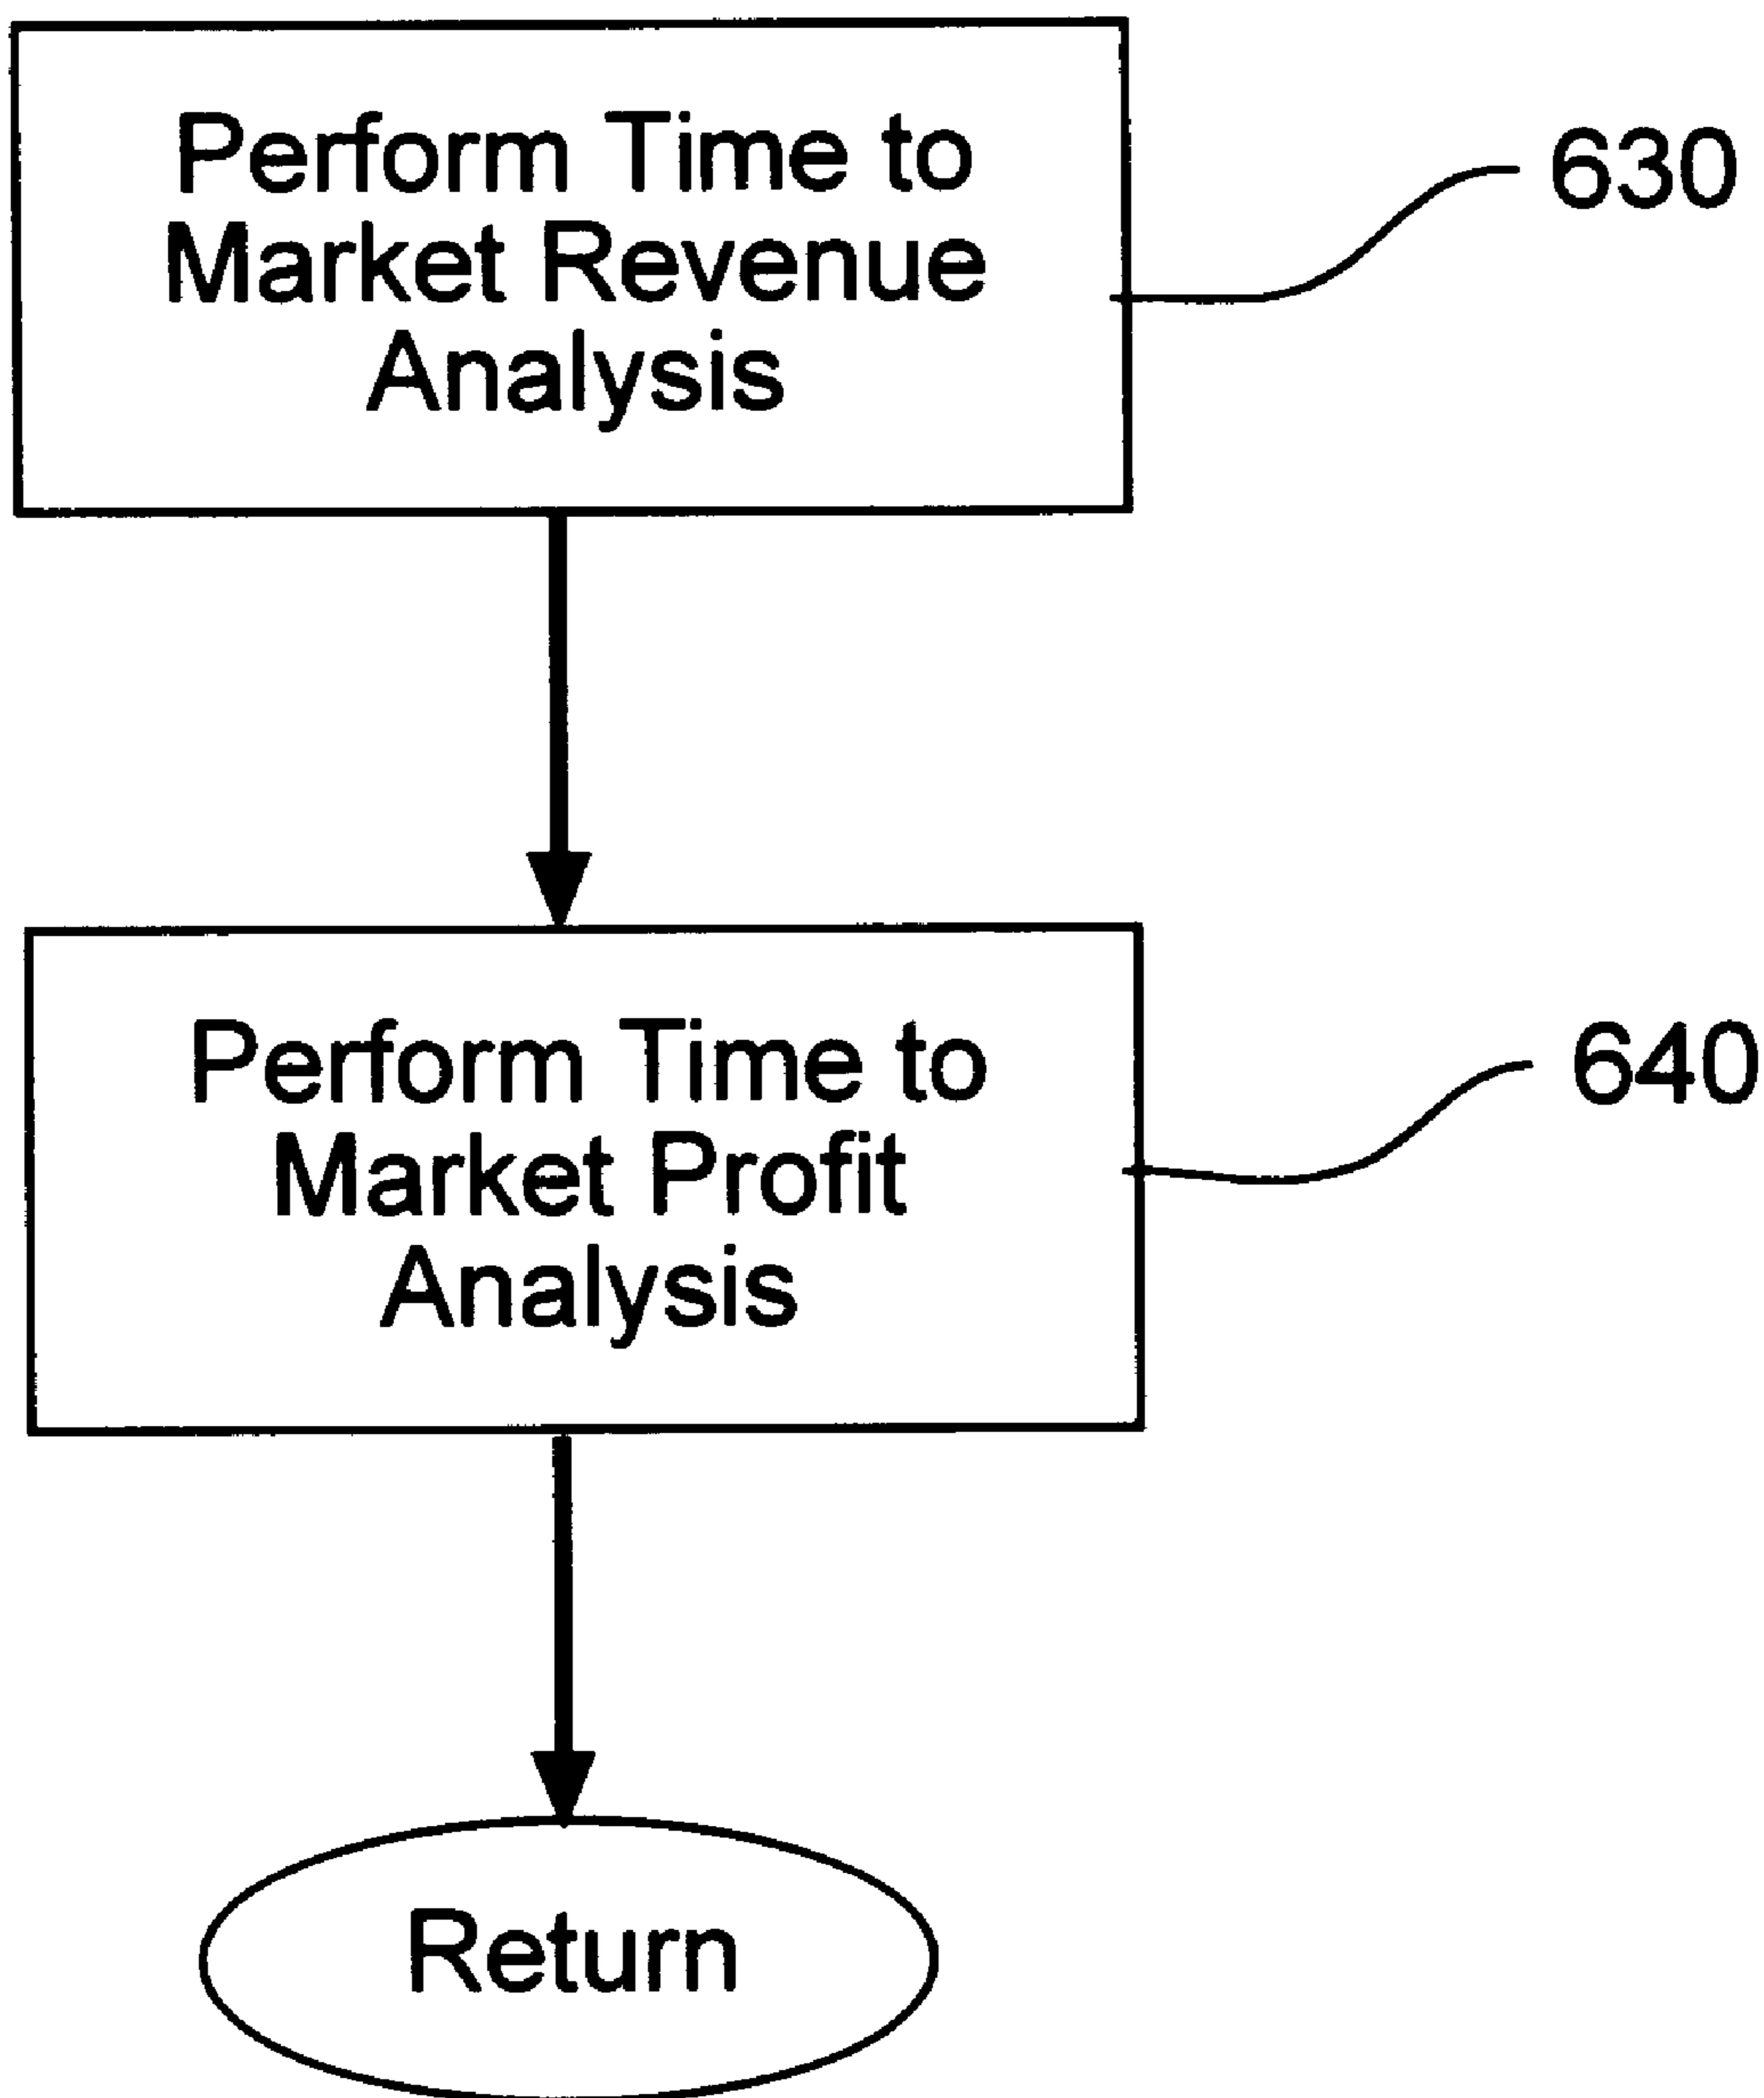 Perform Time to
Market Revenue
Analysis
630
Perform Time to
Market Profit
Analysis
640
Return